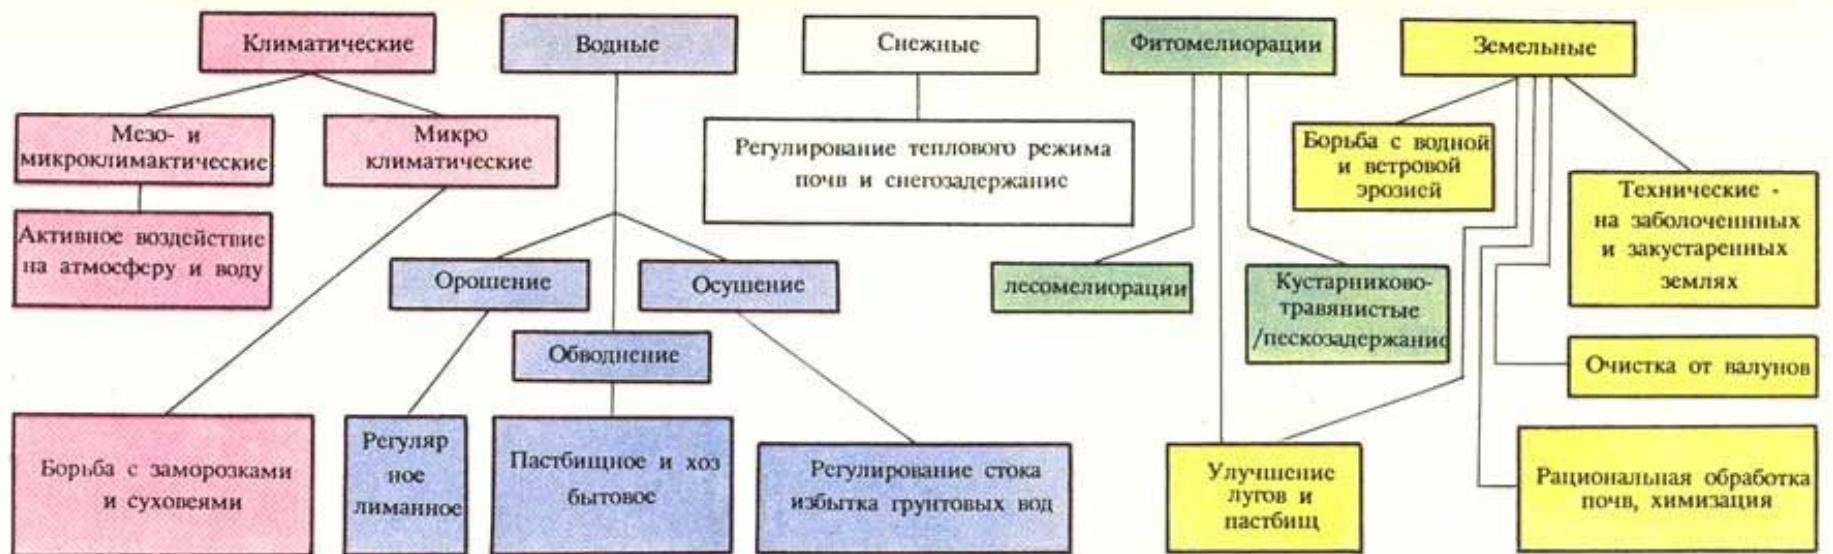 Климатические
Водные
Снежные
Фитомелиорации
Земельные
Мезо- и
микроклимактические
Микро
климатические
Регулирование теплового режима
почв и снегозадержание
Борьба с водной
и ветровой
эрозией
Технические -
на заболоченнных
и закустаренных
землях
Активное воздействие
на атмосферу и воду
Орошение
Осушение
лесомелиорации
Кустарниково-
травянистые
/пескозадержание
Обводнение
Очистка от валунов
Борьба с заморозками
и суховеями
Регуляр
ное
лиманное
Пастбищное и хоз
бытовое
Регулирование стока
избытка грунтовых вод
Улучшение
лугов и
пастбищ
Рациональная обработка
почв, химизация